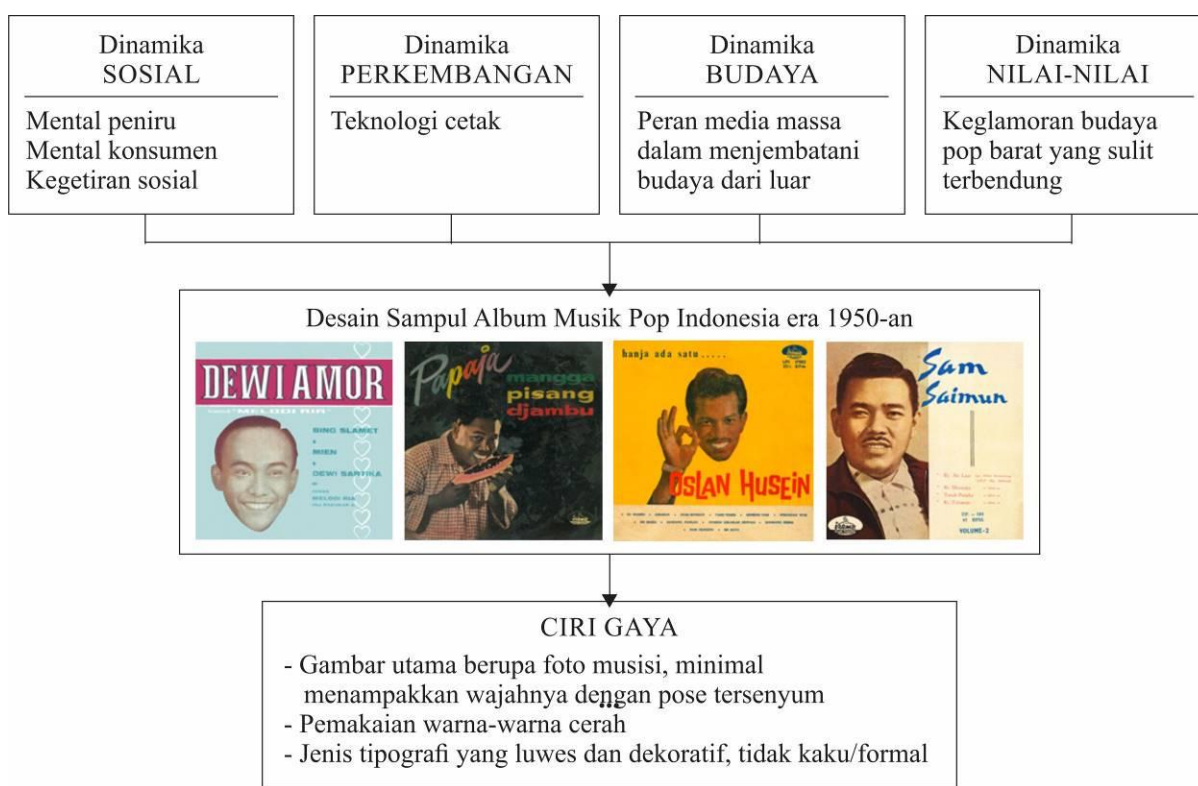 Dinamika
SOSIAL
Mental peniru
Mental konsumen
Kegetiran sosial
Dinamika
PERKEMBANGAN
Teknologi cetak
Dinamika
BUDAYA
Peran media massa
dalam menjembatani
budaya dari luar
Dinamika
NILAI-NILAI
Keglamoran budaya
pop barat yang sulit
terbendung
Desain Sampul Album Musik Pop Indonesia era 1950-an
DEWI AMOR
BING SLAMET
MIEN
DEWI SARTIKA
Papaja
mangga
pisang
djambu
hanja ada satu.....
OSLAN HUSEIN
Sam
Saimun
VOLUME-2
CIRI GAYA
- Gambar utama berupa foto musisi, minimal
menampakkan wajahnya dengan pose tersenyum
- Pemakaian warna-warna cerah
- Jenis tipografi yang luwes dan dekoratif, tidak kaku/formal